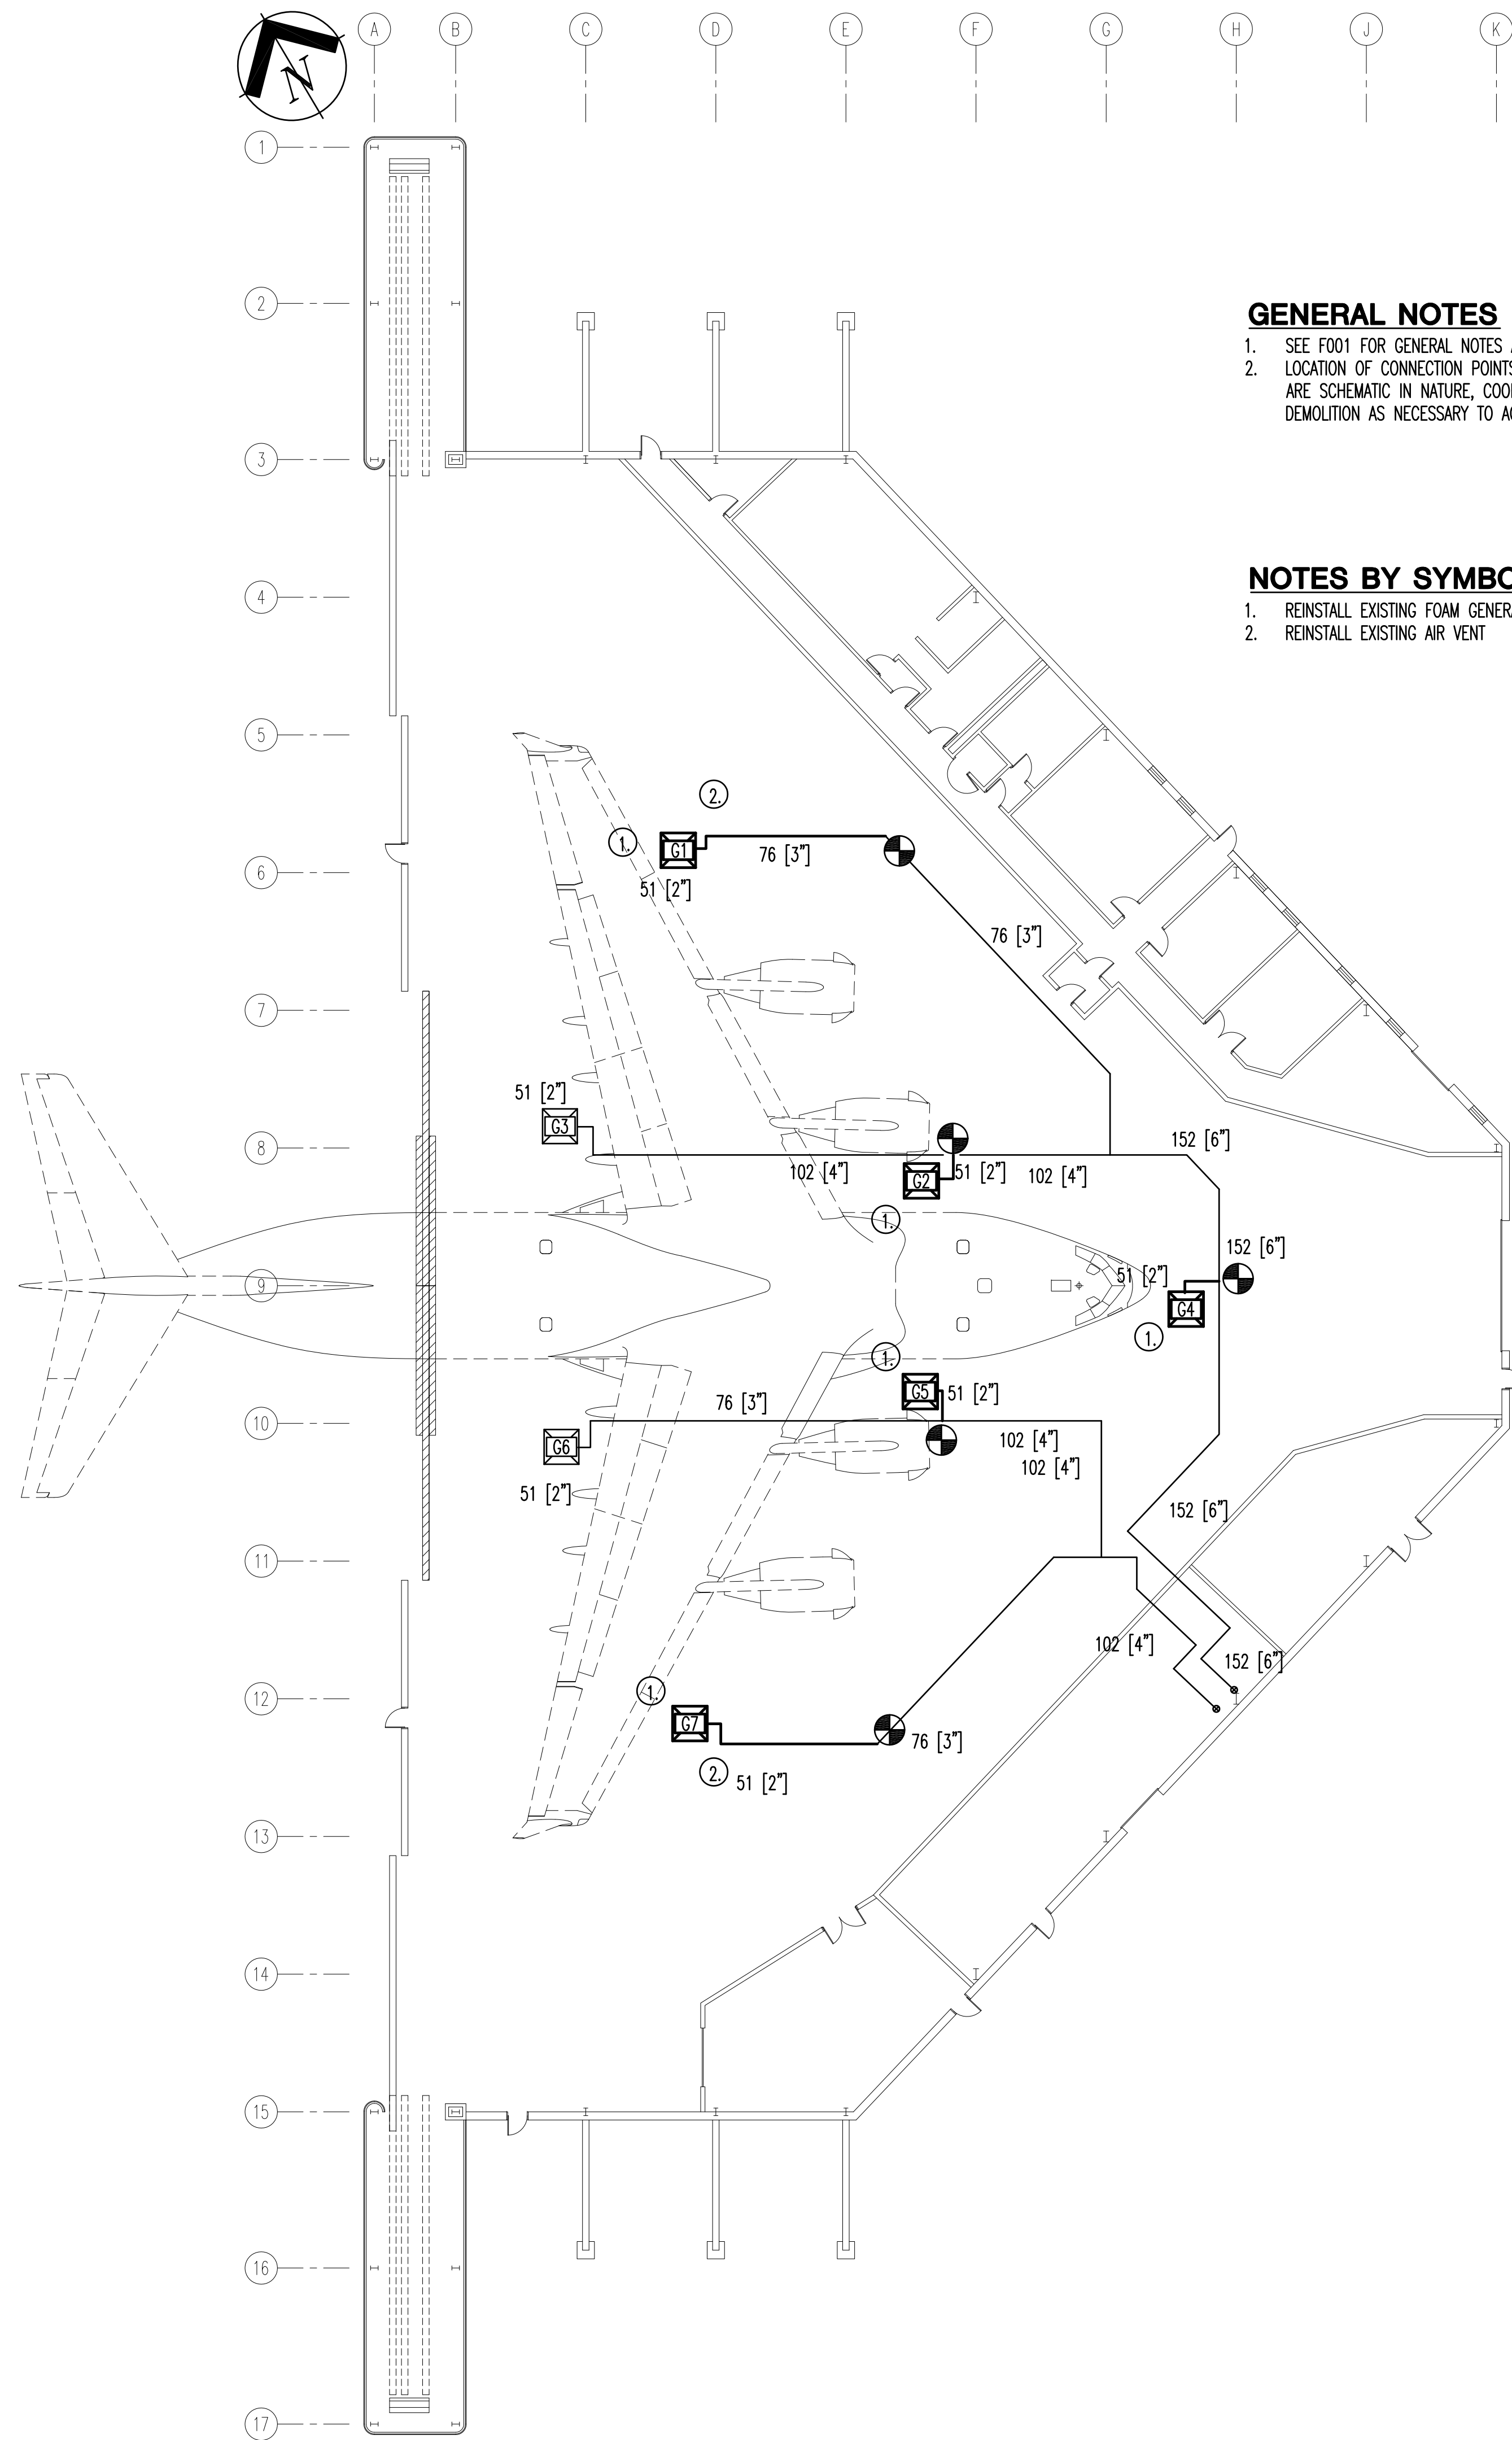 A B C D E F G H J K
N
1
2
GENERAL NOTES
1. SEE F001 FOR GENERAL NOTES
2. LOCATION OF CONNECTION POINTS
ARE SCHEMATIC IN NATURE,
DEMOLITION AS NECESSARY TO
3
NOTES BY
4
1. REINSTALL EXISTING FOAM
2. REINSTALL EXISTING AIR VENT
5
2.
1. G1 76 [3"]
6
51 [2"]
76 [3"]
7
51 [2"]
G3
8
152 [6"]
102 [4"] G2 51 [2"] 102 [4"]
1.
152 [6"]
9
51 [2"]
G4
1.
1.
G5 51 [2"]
76 [3"]
10
G6
102 [4"]
102 [4"]
51 [2"]
152 [6"]
11
102 [4"]
152 [6"]
1.
12
G7
76 [3"]
2. 51 [2"]
13
14
15
16
17